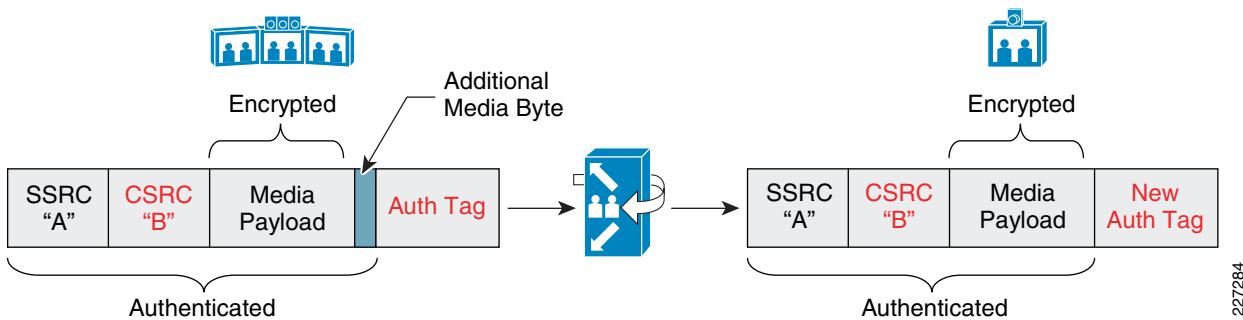 Additional
Media Byte
Encrypted
SSRC
“A”
CSRC
“B”
Media
Payload
Auth Tag
Authenticated
Encrypted
SSRC
“A”
CSRC
“B”
Media
Payload
New
Auth Tag
Authenticated
227284